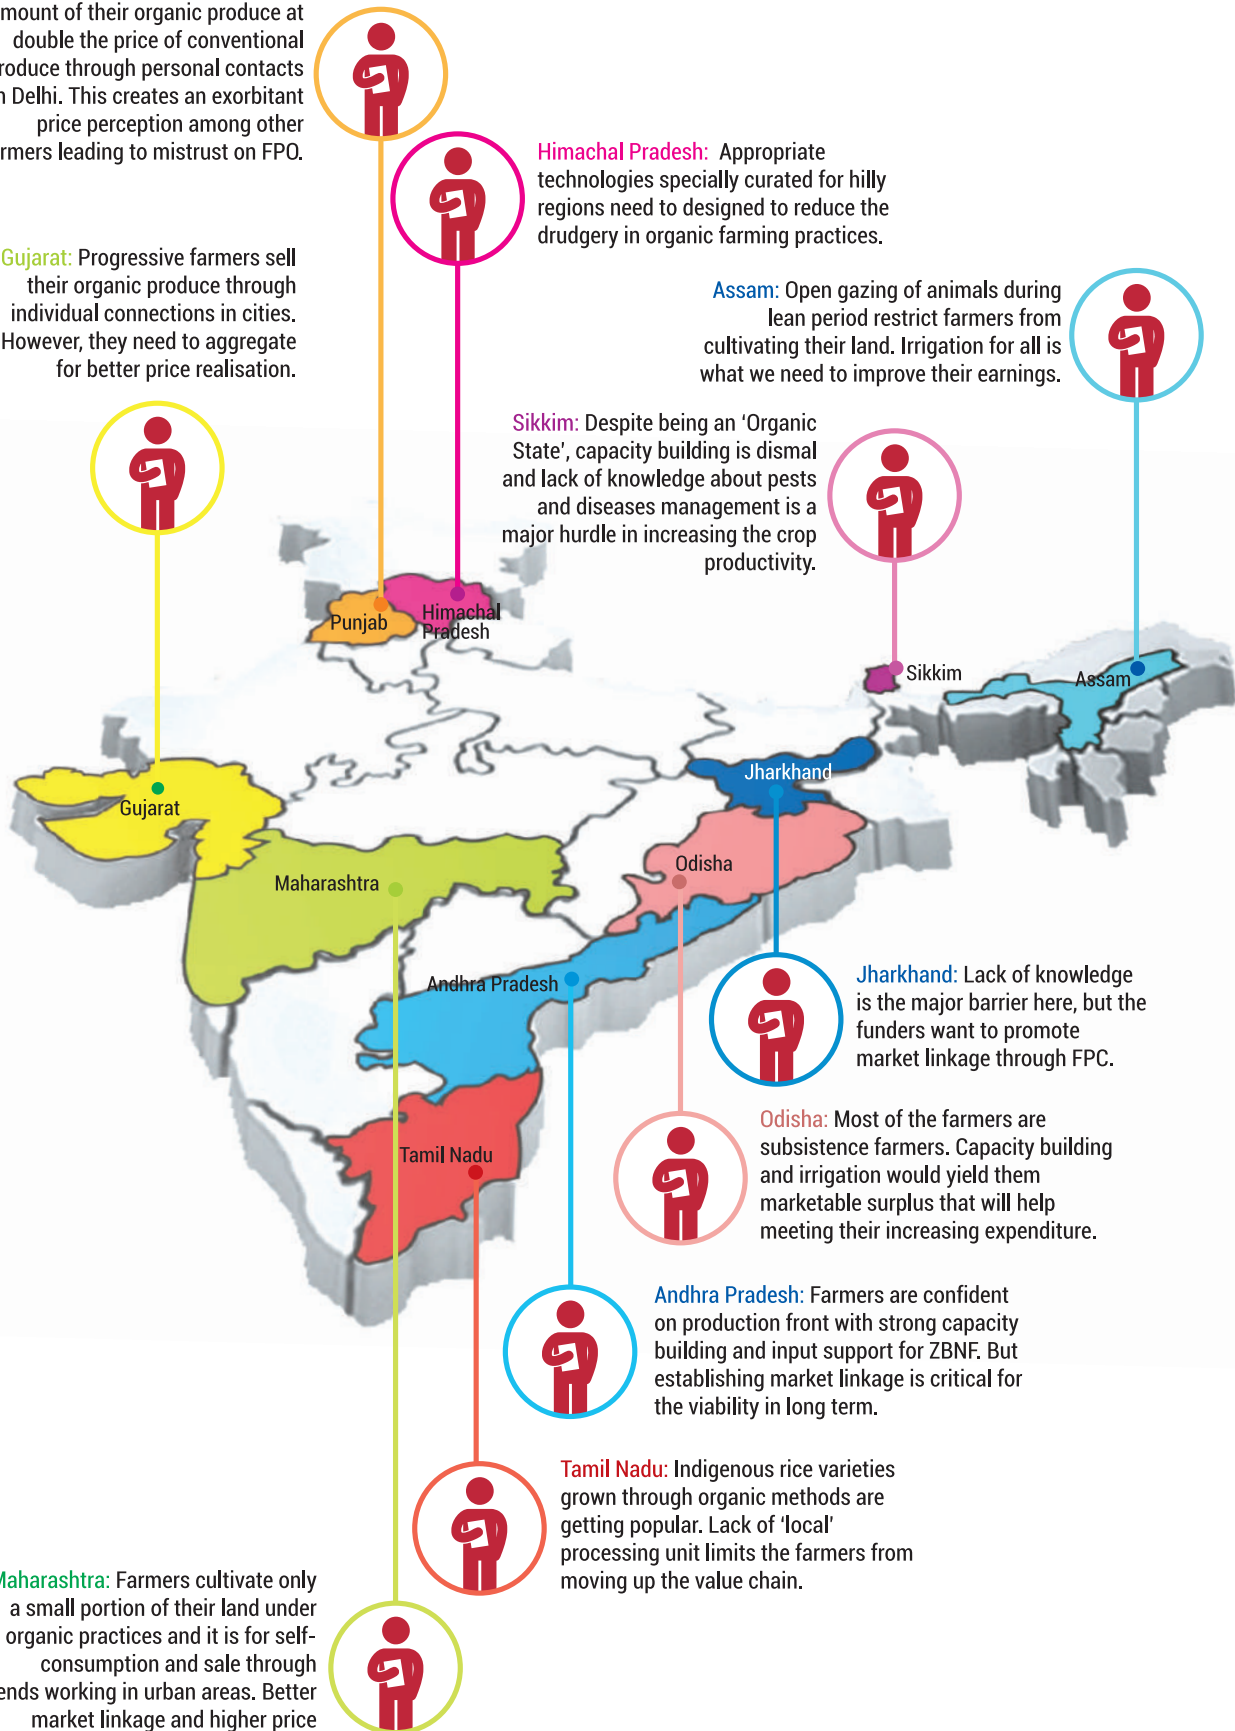 mount of their organic produce at
double the price of conventional
roduce through personal contacts
n Delhi. This creates an exorbitant
price perception among other
rmers leading to mistrust on FPO.
Himachal Pradesh: Appropriate
technologies specially curated for hilly
regions need to designed to reduce the
drudgery in organic farming practices.
Gujarat: Progressive farmers sell
their organic produce through
individual connections in cities.
However, they need to aggregate
for better price realisation.
Assam: Open gazing of animals during
lean period restrict farmers from
cultivating their land. Irrigation for all is
what we need to improve their earnings.
Sikkim: Despite being an ‘Organic
State’, capacity building is dismal
and lack of knowledge about pests
and diseases management is a
major hurdle in increasing the crop
productivity.
Punjab
Himachal
Pradesh
Sikkim
Assam
Jharkhand
Gujarat
Odisha
Maharashtra
Andhra Pradesh
Tamil Nadu
Jharkhand: Lack of knowledge
is the major barrier here, but the
funders want to promote
market linkage through FPC.
Odisha: Most of the farmers are
subsistence farmers. Capacity building
and irrigation would yield them
marketable surplus that will help
meeting their increasing expenditure.
Andhra Pradesh: Farmers are confident
on production front with strong capacity
building and input support for ZBNF. But
establishing market linkage is critical for
the viability in long term.
Tamil Nadu: Indigenous rice varieties
grown through organic methods are
getting popular. Lack of ‘local’
processing unit limits the farmers from
moving up the value chain.
Maharashtra: Farmers cultivate only
a small portion of their land under
organic practices and it is for self-
consumption and sale through
ends working in urban areas. Better
market linkage and higher price